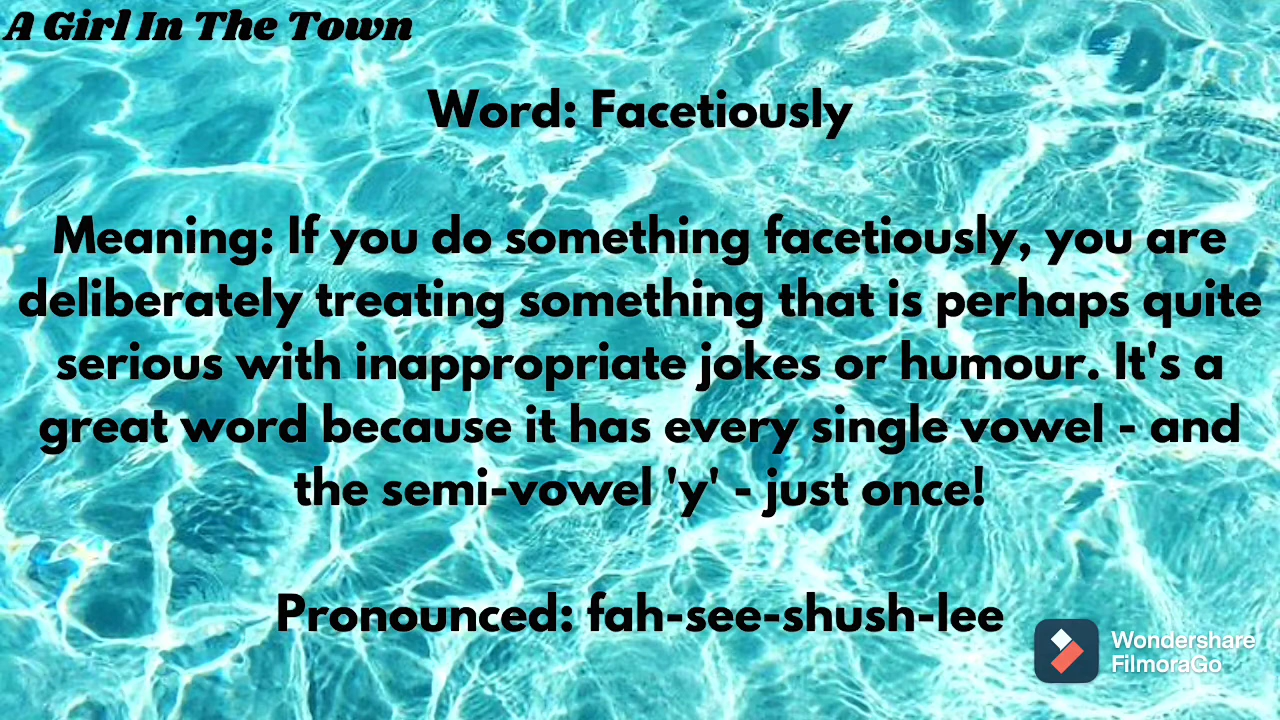 A Girl In The Town
Word: Facetiously
Meaning: If you do something facetiously, you are
deliberately treating something that is perhaps quite
serious with inappropriate jokes or humour. It's a
great word because it has every single vowel - and
the semi-vowel 'y' - just once!
Pronounced: fah-see-shush-lee
Wondershare
FilmoraGo